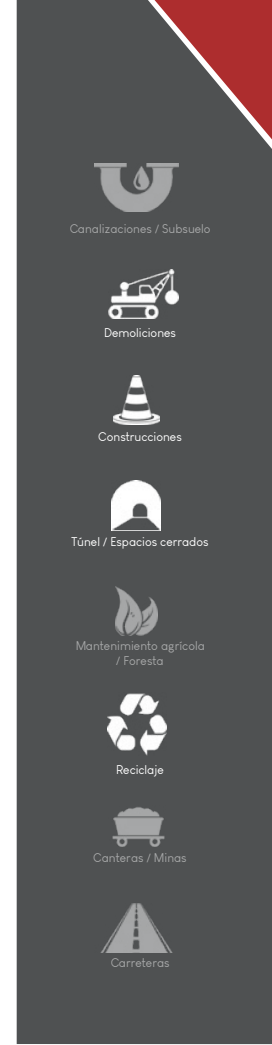 Canalizaciones / Subsuelo
Demoliciones
Construcciones
Túnel / Espacios cerrados
Mantenimiento agrícola
/ Foresta
Reciclaje
Canteras / Minas
Carreteras